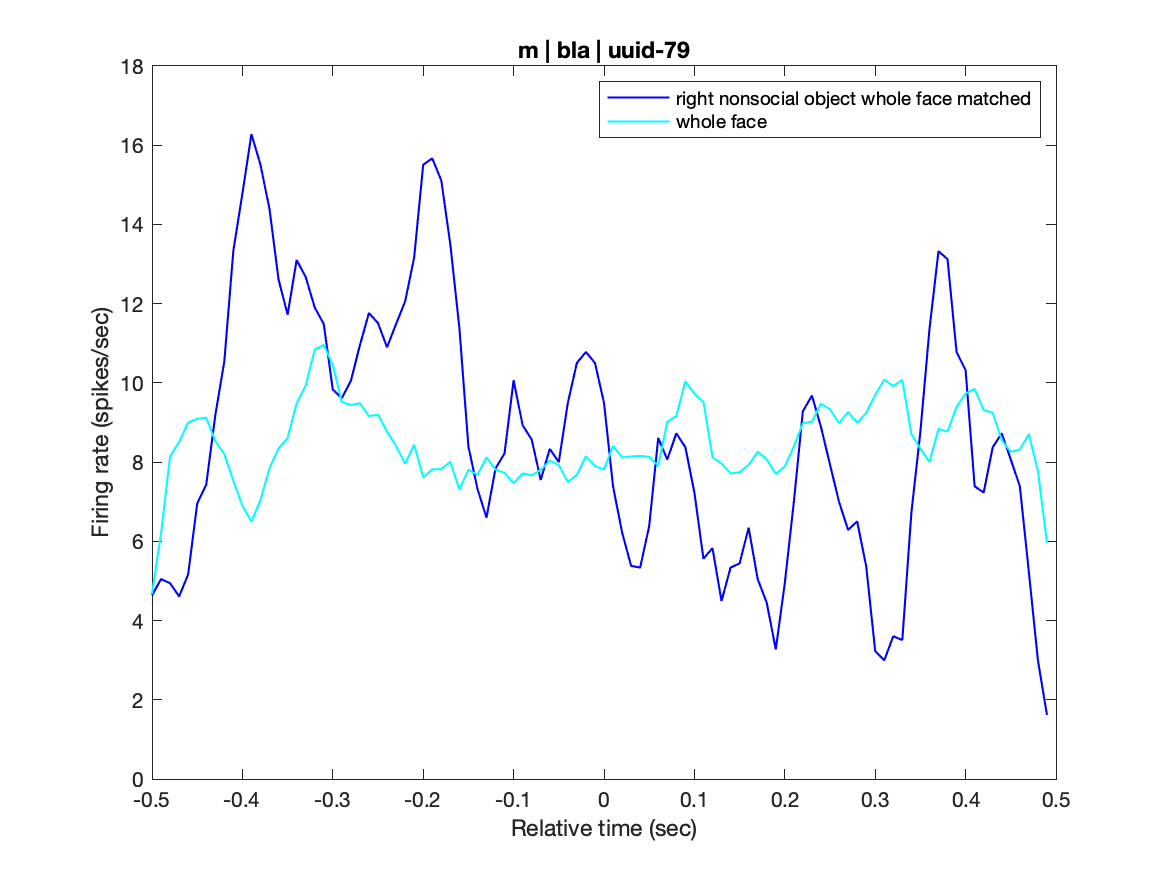 m | bla | uuid-79
right nonsocial object whole face matched
whole face
Firing rate (spikes/sec)
18
16
14
12
10
8
6
4
2
0
-0.5 -0.4 -0.3 -0.2 -0.1 0 0.1 0.2 0.3 0.4 0.5
Relative time (sec)